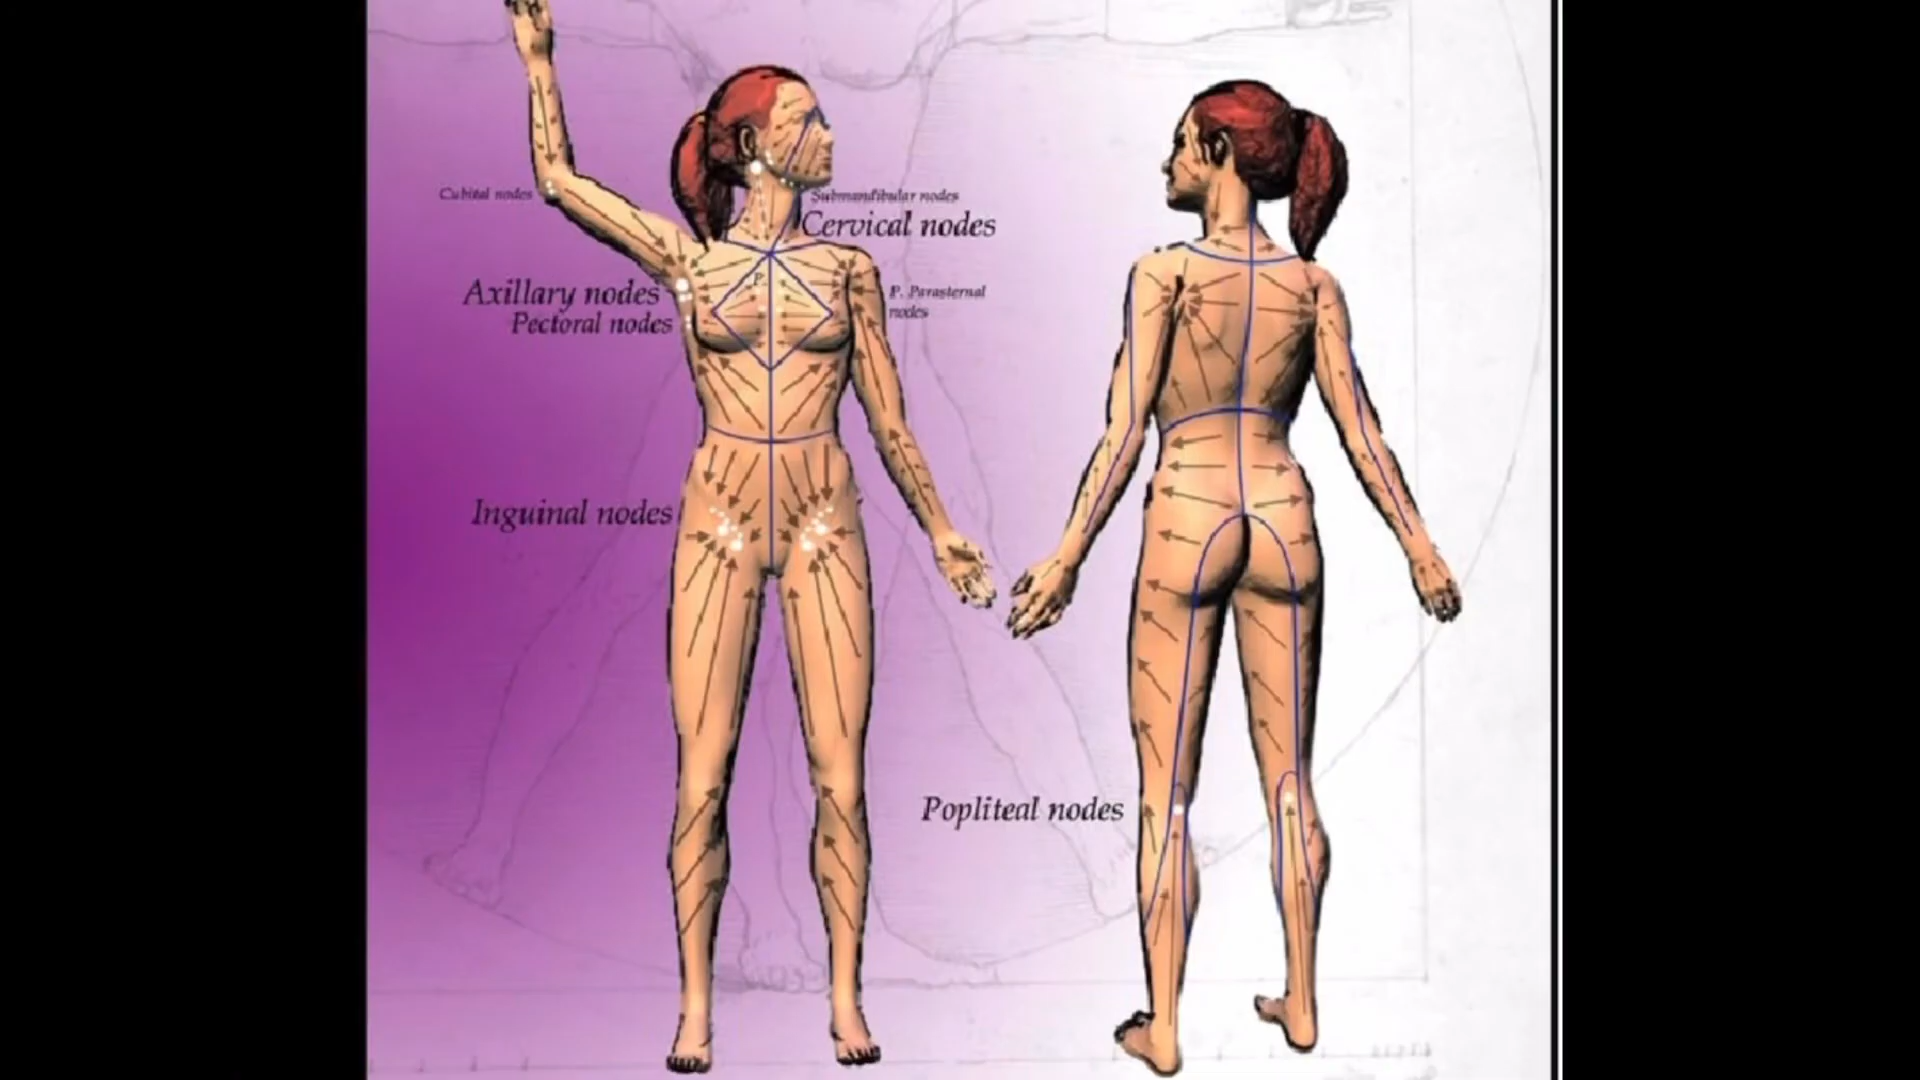 Cubital nodes
Submandibular nodes
Cervical nodes
Axillary nodes
Pectoral nodes
P
P. Parasternal
nodes
Inguinal nodes
Popliteal nodes